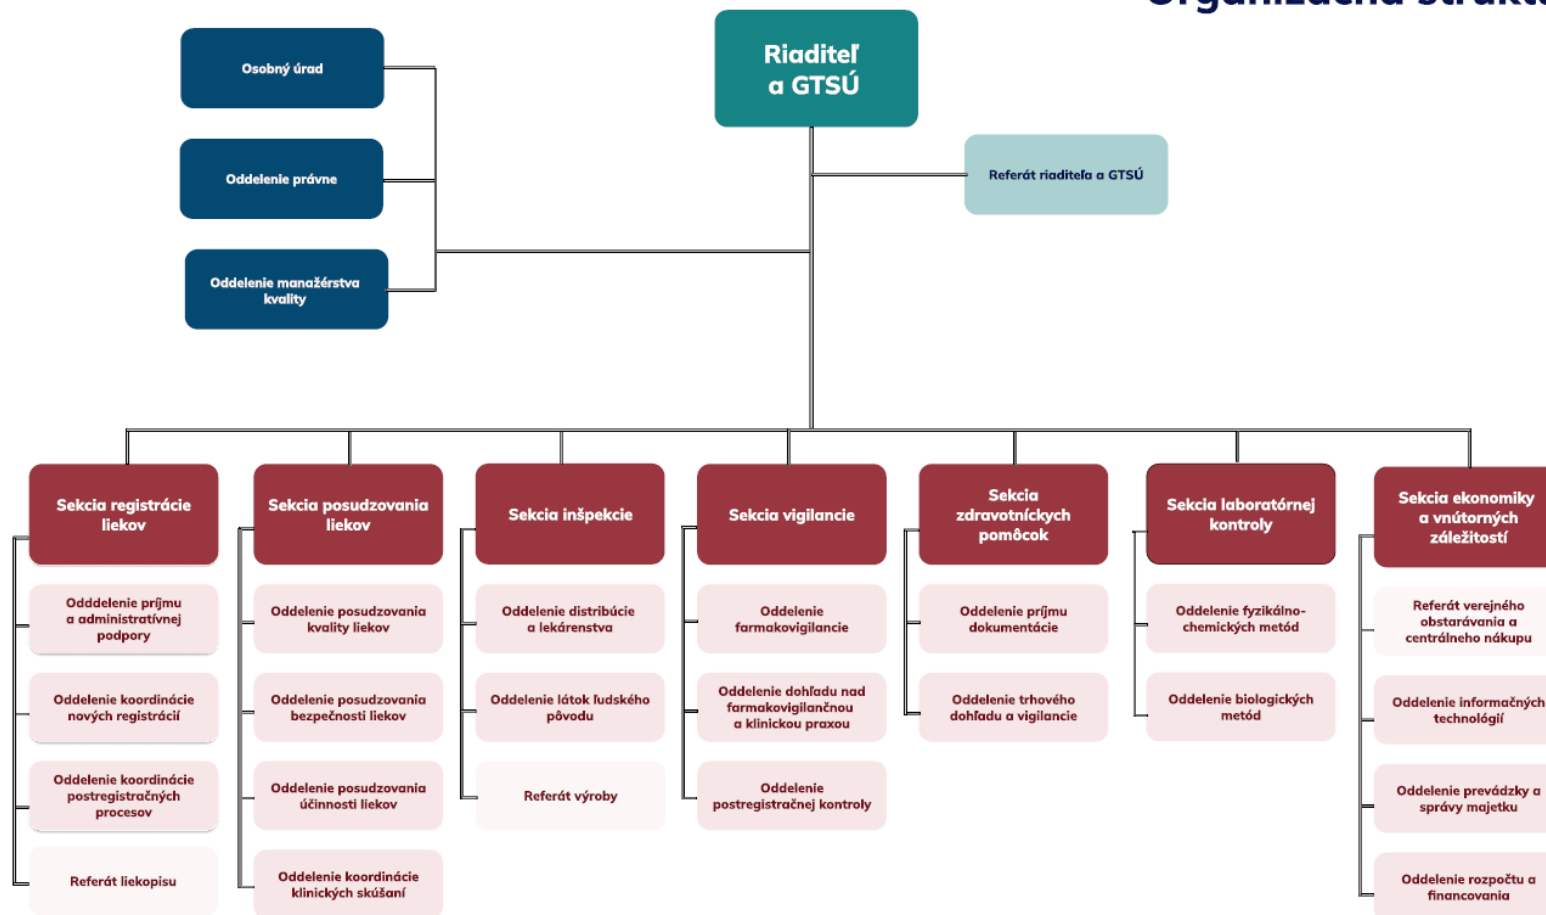 Organizačná
Riaditeľ
a GTSÚ
Osobný úrad
Oddelenie právne
Referát riaditeľa a GTSÚ
Oddelenie manažérstva
kvality
Sekcia registrácie
liekov
Odddelenie príjmu
a administratívnej
podpory
Oddelenie koordinácie
nových registrácií
Oddelenie koordinácie
postregistračných
procesov
Referát liekopisu
Sekcia posudzovania
liekov
Oddelenie posudzovania
kvality liekov
Oddelenie posudzovania
bezpečnosti liekov
Oddelenie posudzovania
účinnosti liekov
Oddelenie koordinácie
klinických skúšaní
Sekcia inšpekcie
Oddelenie distribúcie
a lekárenstva
Oddelenie látok ľudského
pôvodu
Referát výroby
Sekcia vigilancie
Oddelenie
farmakovigilancie
Oddelenie dohľadu nad
farmakovigilančnou
a klinickou praxou
Oddelenie
postregistračnej kontroly
Sekcia
zdravotníckych
pomôcok
Oddelenie príjmu
dokumentácie
Oddelenie trhového
dohľadu a vigilancie
Sekcia laboratórnej
kontroly
Oddelenie fyzikálno-
chemických metód
Oddelenie biologických
metód
Sekcia ekonomiky
a vnútorných
záležitostí
Referát verejného
obstarávania a
centrálneho nákupu
Oddelenie informačných
technológií
Oddelenie prevádzky a
správy majetku
Oddelenie rozpočtu a
financovania